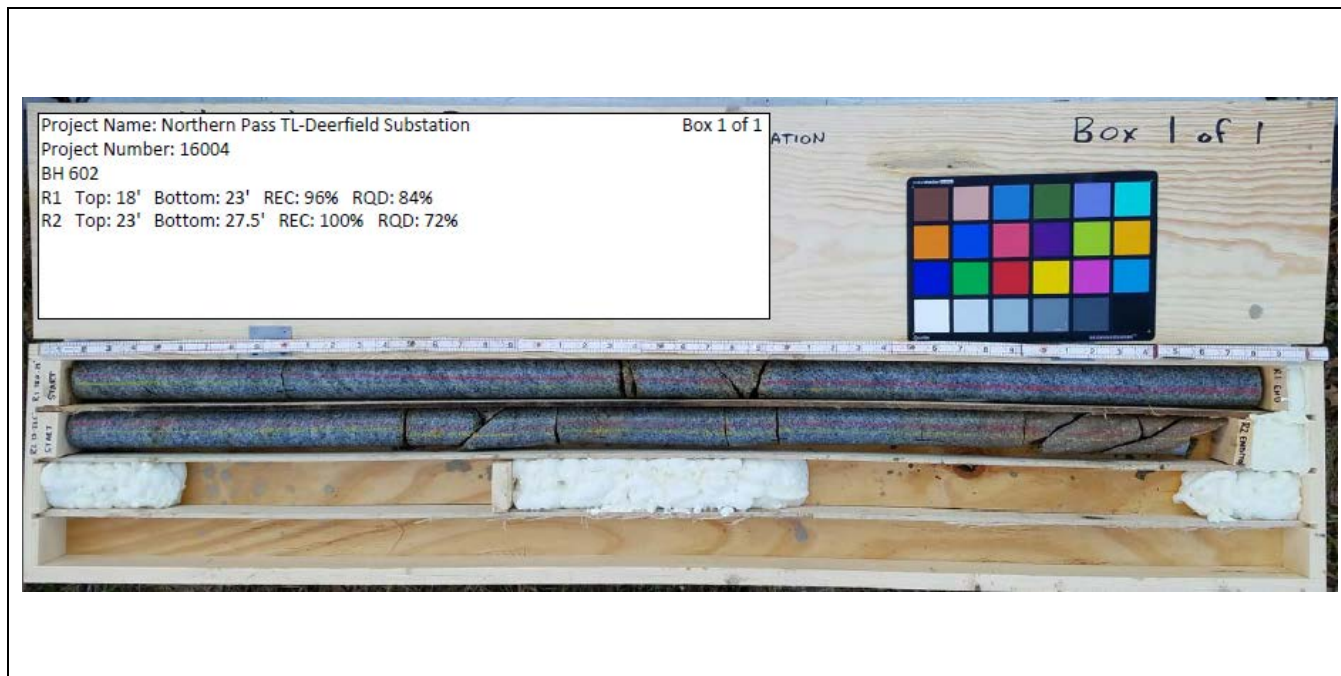 Project Name: Northern Pass TL-Deerfield Substation Box 1 of 1
Project Number: 16004
BH 602
R1 Top: 18' Bottom: 23' REC: 96% RQD: 84%
R2 Top: 23' Bottom: 27.5' REC: 100% RQD: 72%
ATION
Box 1 of 1
START
R1 END
START